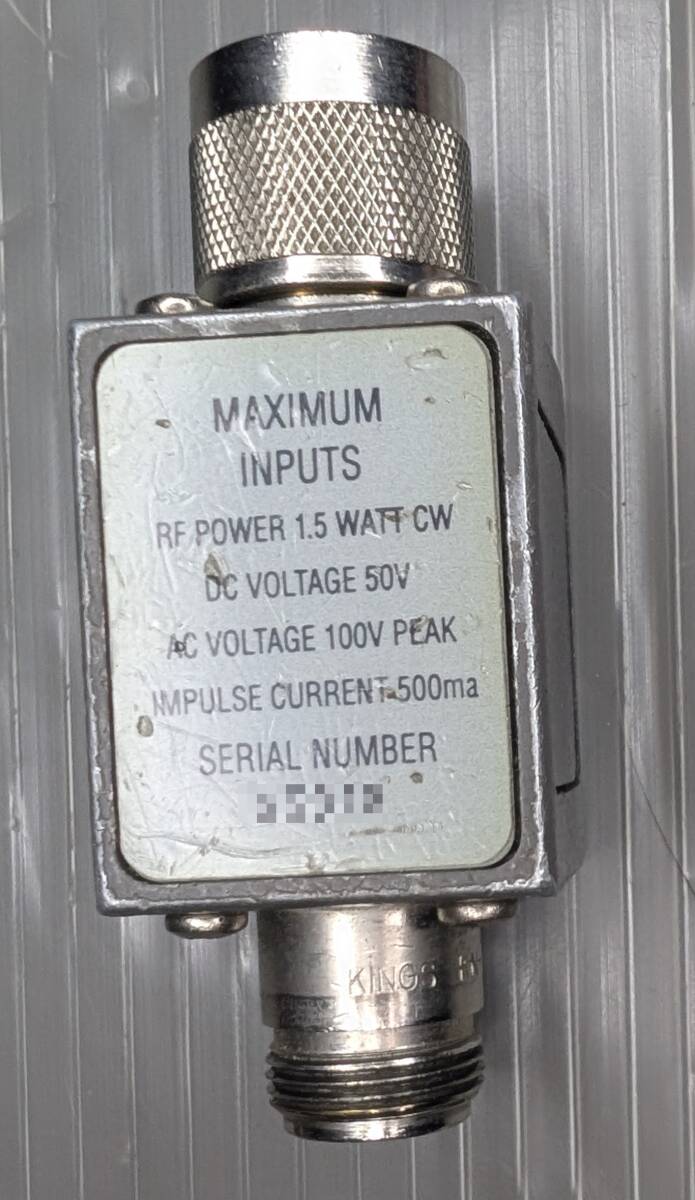 MAXIMUM
INPUTS
RF POWER 1.5 WATT CW
DC VOLTAGE 50V
AC VOLTAGE 100V PEAK
IMPULSE CURRENT 500ma
SERIAL NUMBER
KINGS